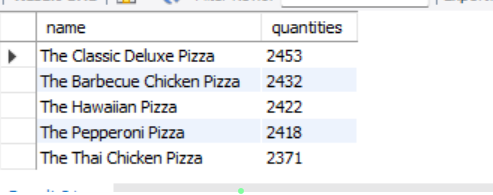 name quantities
The Classic Deluxe Pizza 2453
The Barbecue Chicken Pizza 2432
The Hawaiian Pizza 2422
The Pepperoni Pizza 2418
The Thai Chicken Pizza 2371